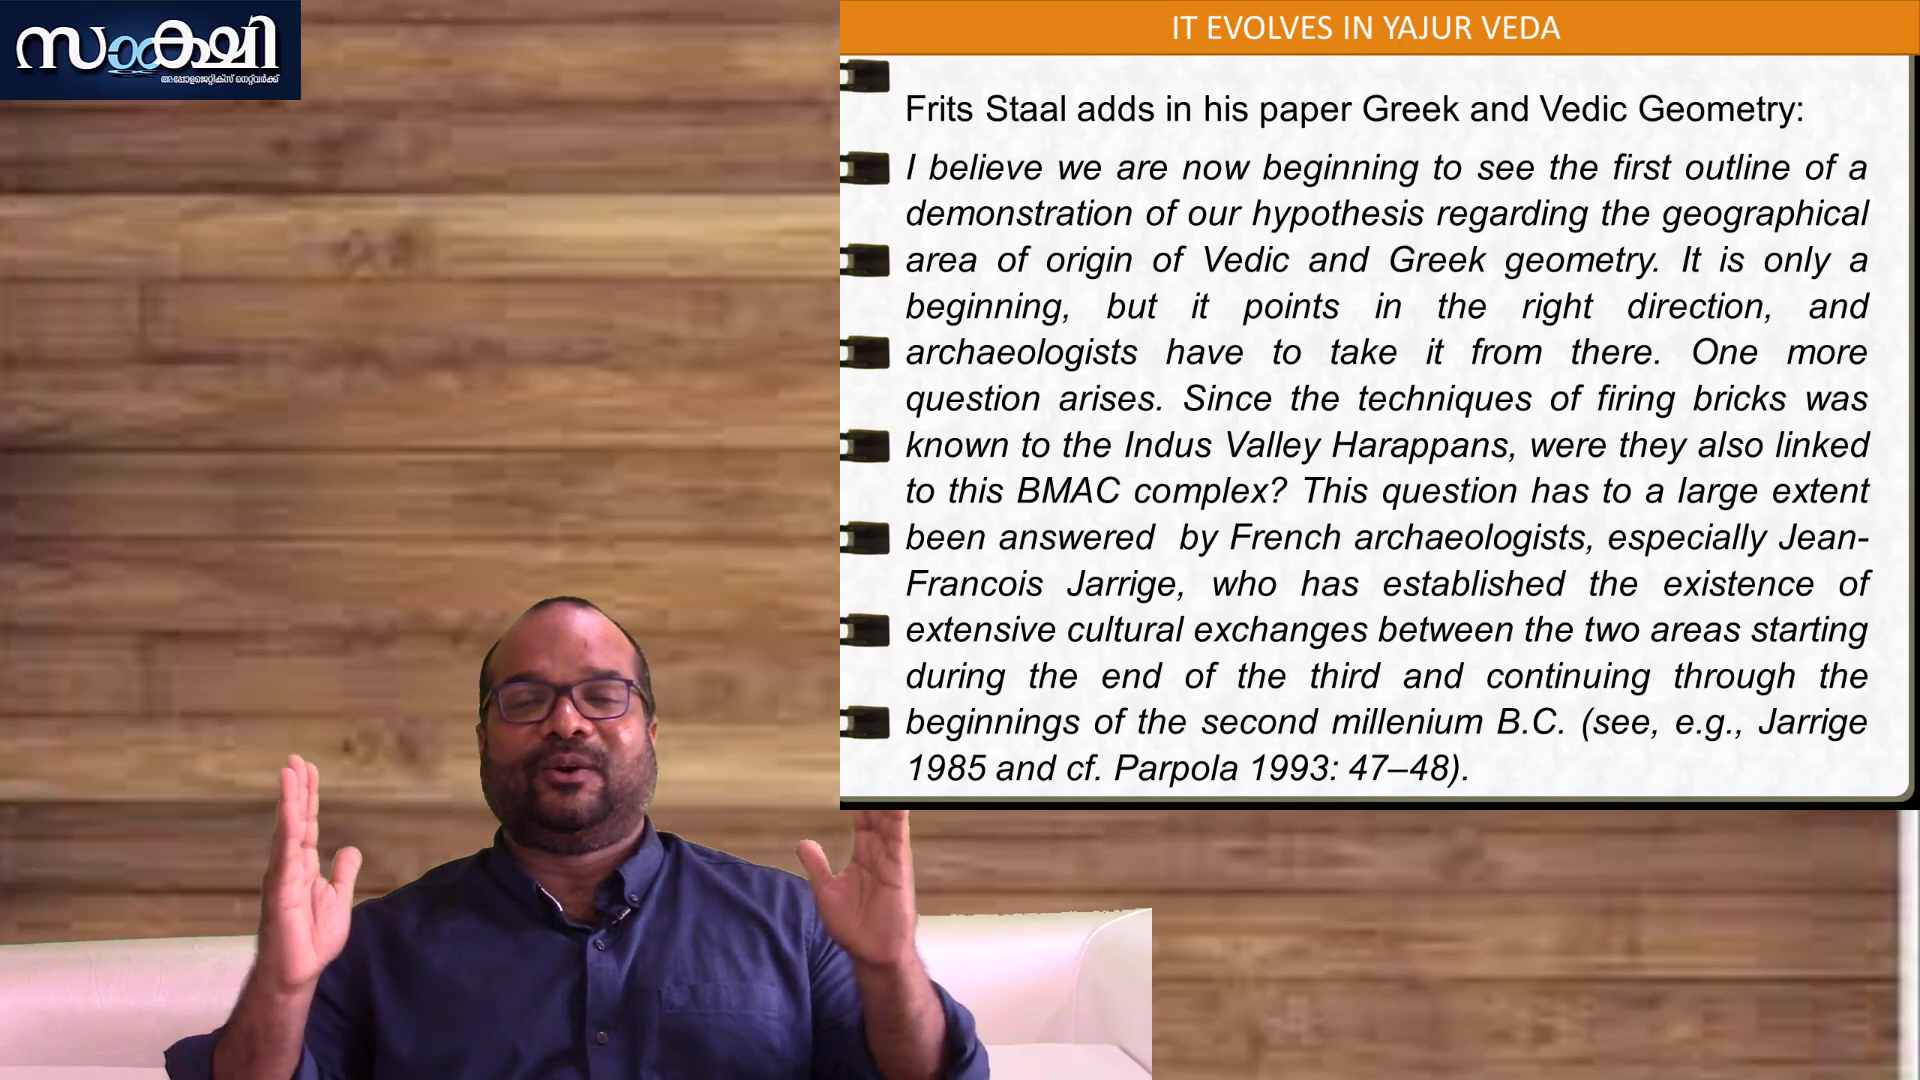 സാക്ഷി
അപ്പോളജെറ്റിക്സ് നെറ്റ്‌വർക്ക്
IT EVOLVES IN YAJUR VEDA
Frits Staal adds in his paper Greek and Vedic Geometry:
I believe we are now beginning to see the first outline of a
demonstration of our hypothesis regarding the geographical
area of origin of Vedic and Greek geometry. It is only a
beginning, but it points in the right direction, and
archaeologists have to take it from there. One more
question arises. Since the techniques of firing bricks was
known to the Indus Valley Harappans, were they also linked
to this BMAC complex? This question has to a large extent
been answered by French archaeologists, especially Jean-
Francois Jarrige, who has established the existence of
extensive cultural exchanges between the two areas starting
during the end of the third and continuing through the
beginnings of the second millenium B.C. (see, e.g., Jarrige
1985 and cf. Parpola 1993: 47–48).